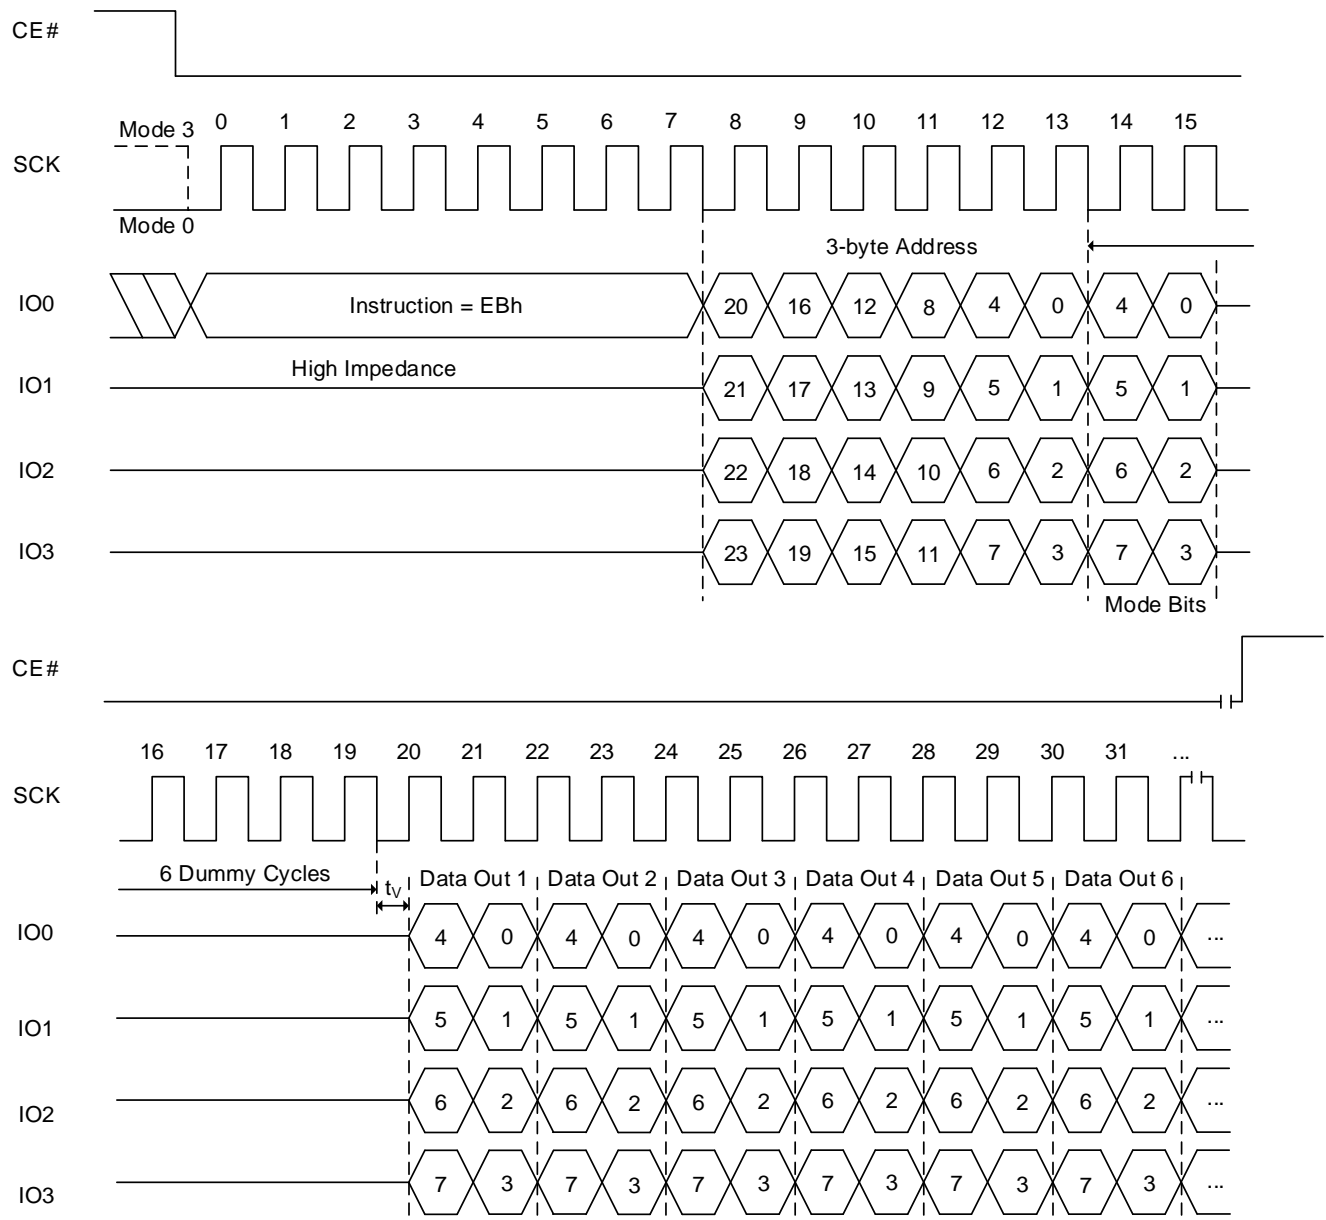 CE#
Mode 3 0 1 2 3 4 5 6 7 8 9 10 11 12 13 14 15
SCK
Mode 0
3-byte Address
IO0 Instruction = EBh 20 16 12 8 4 0 4 0
High Impedance
IO1 21 17 13 9 5 1 5 1
IO2 22 18 14 10 6 2 6 2
IO3 23 19 15 11 7 3 7 3
Mode Bits
CE#
16 17 18 19 20 21 22 23 24 25 26 27 28 29 30 31 ...
SCK
6 Dummy Cycles tV Data Out 1 Data Out 2 Data Out 3 Data Out 4 Data Out 5 Data Out 6
IO0 4 0 4 0 4 0 4 0 4 0 4 0 ...
IO1 5 1 5 1 5 1 5 1 5 1 5 1 ...
IO2 6 2 6 2 6 2 6 2 6 2 6 2 ...
IO3 7 3 7 3 7 3 7 3 7 3 7 3 ...